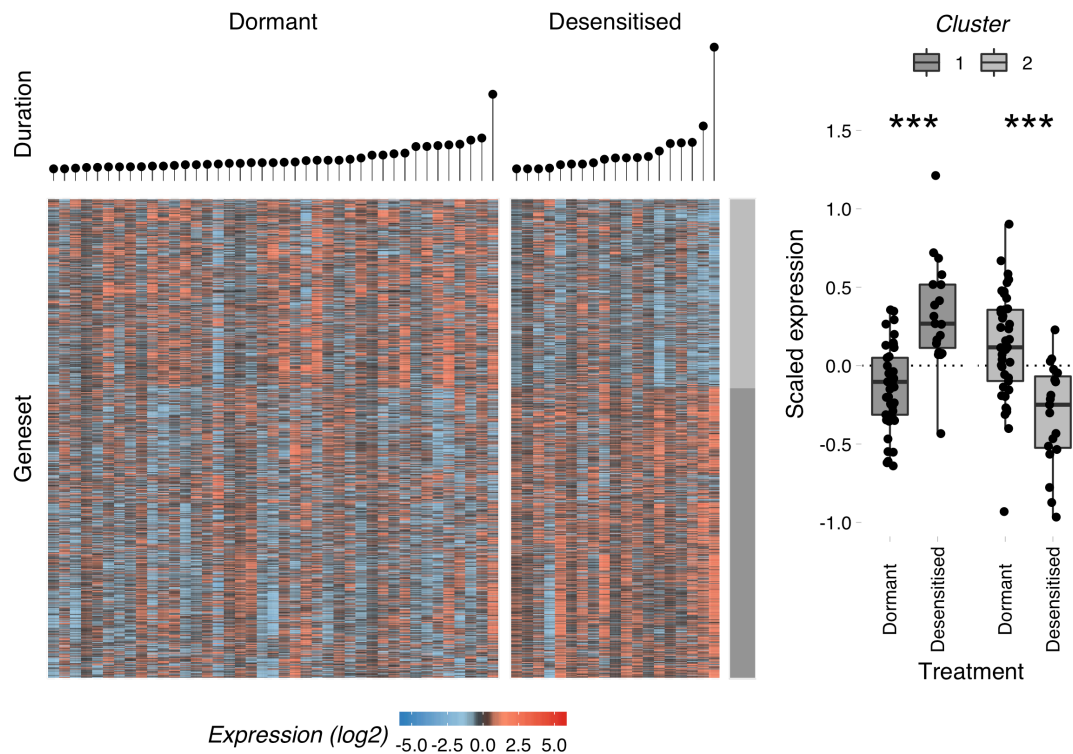 Dormant
Desensitised
Duration
Geneset
Expression (log2)
-5.0 -2.5 0.0 2.5 5.0
Cluster
1 2
*** ***
1.5
1.0
0.5
0.0
-0.5
-1.0
Scaled expression
Dormant
Desensitised
Dormant
Desensitised
Treatment